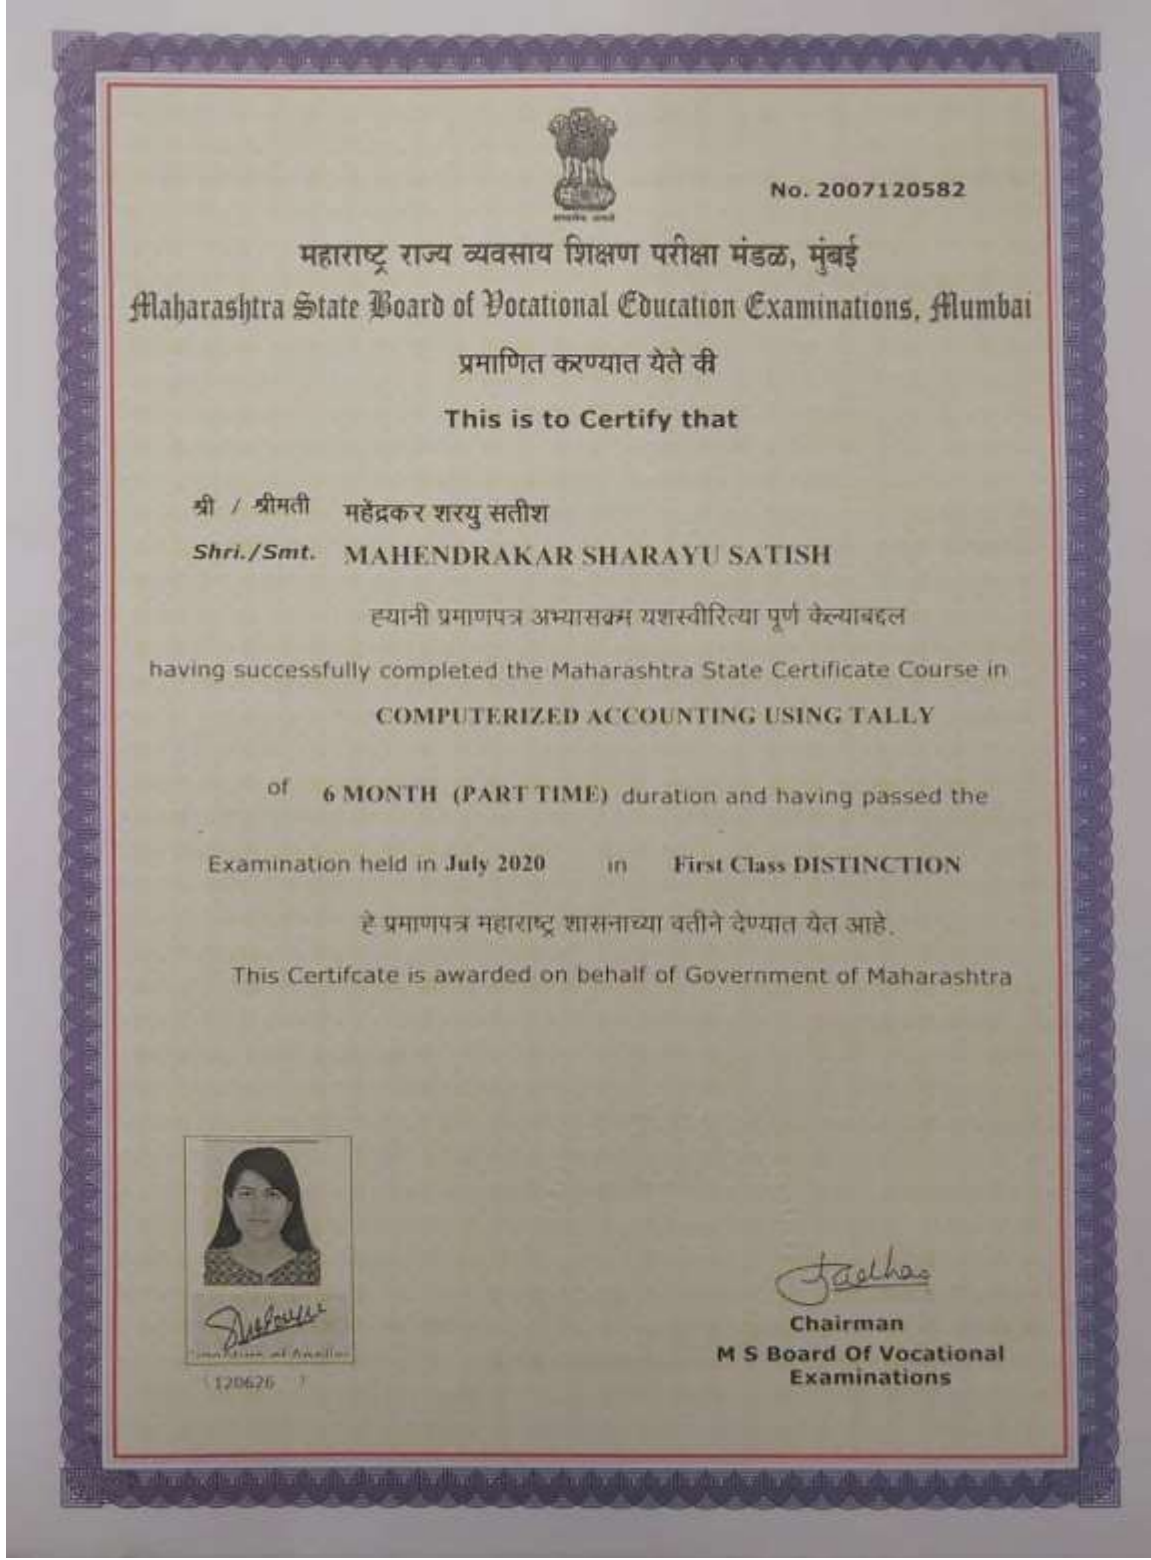 No. 2007120582
महाराष्ट्र राज्य व्यवसाय शिक्षण परीक्षा मंडळ, मुंबई
Maharashtra State Board of Vocational Education Examinations, Mumbai
प्रमाणित करण्यात येते की
This is to Certify that
श्री / श्रीमती महेंद्रकर शरयु सतीश
Shri./Smt. MAHENDRAKAR SHARAYU SATISH
ह्यानी प्रमाणपत्र अभ्यासक्रम यशस्वीरित्या पूर्ण केल्याबद्दल
having successfully completed the Maharashtra State Certificate Course in
COMPUTERIZED ACCOUNTING USING TALLY
of 6 MONTH (PART TIME) duration and having passed the
Examination held in July 2020 in First Class DISTINCTION
हे प्रमाणपत्र महाराष्ट्र शासनाच्या वतीने देण्यात येत आहे.
This Certifcate is awarded on behalf of Government of Maharashtra
(120626 )
Chairman
M S Board Of Vocational
Examinations